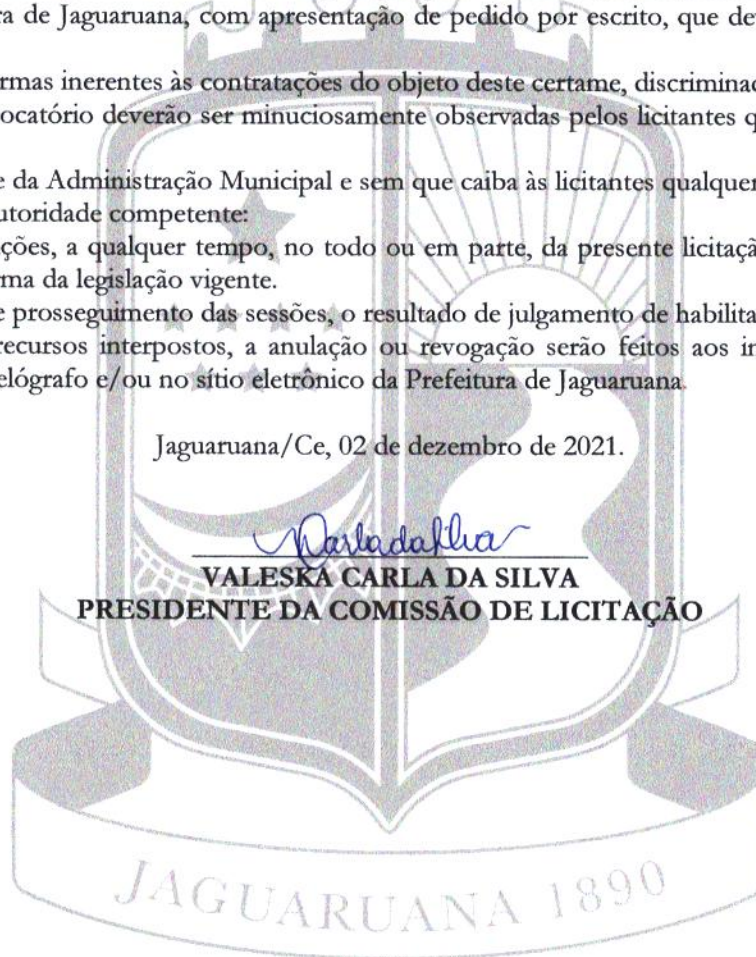 ra de Jaguaruana, com apresentação de pedido por escrito, que de
rmas inerentes às contratações do objeto deste certame, discriminad
ocatório deverão ser minuciosamente observadas pelos licitantes q
e da Administração Municipal e sem que caiba às licitantes qualquer
utoridade competente:
ções, a qualquer tempo, no todo ou em parte, da presente licitaçã
ma da legislação vigente.
e prosseguimento das sessões, o resultado de julgamento de habilita
recursos interpostos, a anulação ou revogação serão feitos aos in
elógrafo e/ou no sítio eletrônico da Prefeitura de Jaguaruana.
Jaguaruana/Ce, 02 de dezembro de 2021.
VALESKA CARLA DA SILVA
PRESIDENTE DA COMISSÃO DE LICITAÇÃO
JAGUARUANA 1890